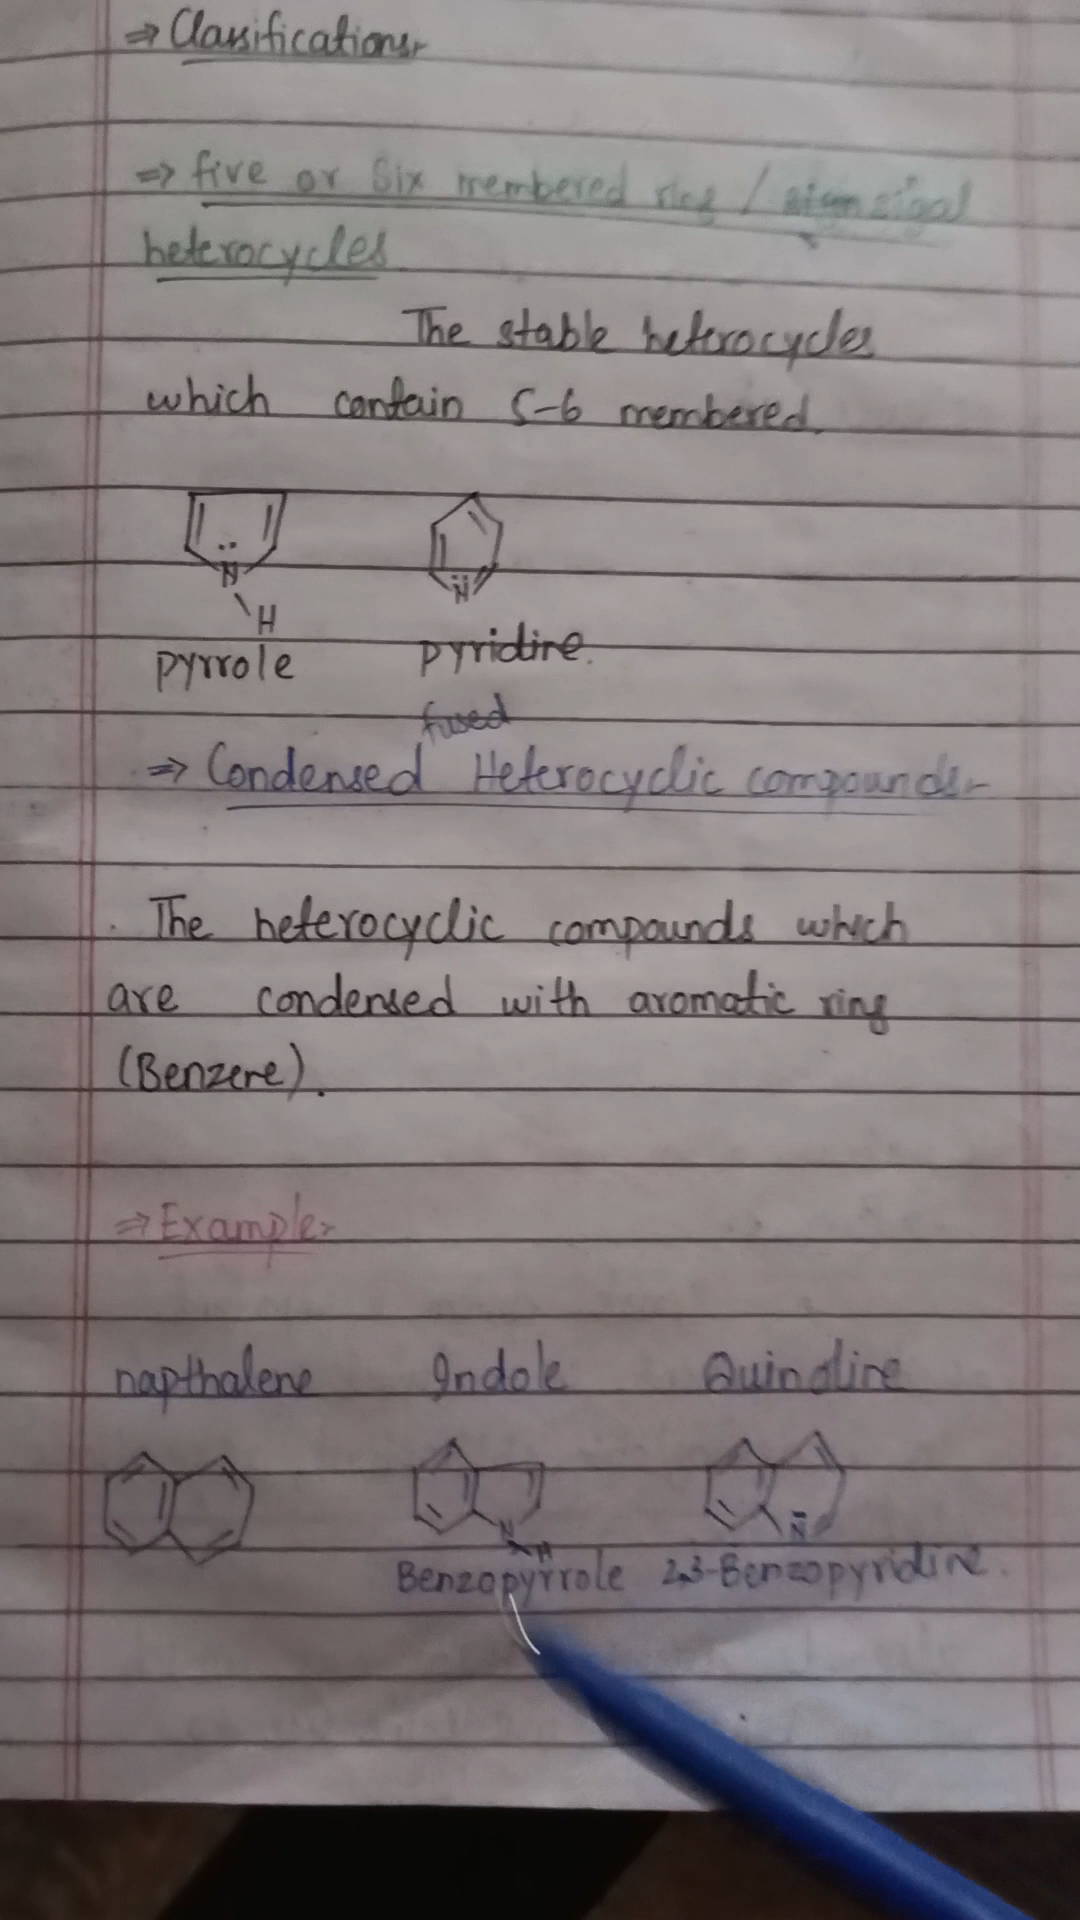 ⇒ Classifications:-
⇒ five or Six membered ring /
heterocycles
The stable heterocycles
which contain 5-6 membered.
N
H
N
pyrrole pyridine.
fused
⇒ Condensed Heterocyclic compounds:-
The heterocyclic compounds which
are condensed with aromatic ring
(Benzene).
⇒ Example:-
napthalene Indole Quinoline
N N
H
Benzopyrrole 2,3-Benzopyridine.